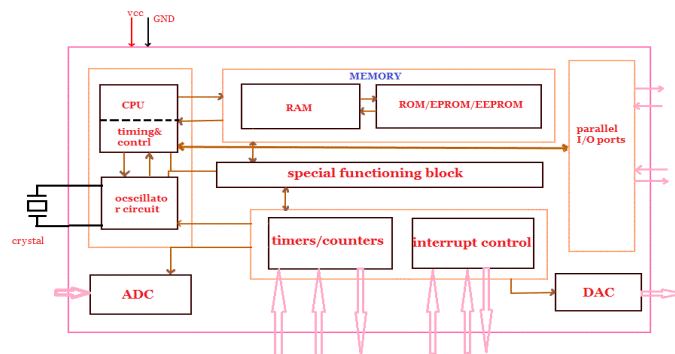 vcc
GND
MEMORY
CPU
RAM
ROM/EPROM/EEPROM
timing&
contrl
parallel
I/O ports
special functioning block
ocscillato
r circuit
crystal
timers/counters
interrupt control
ADC
DAC